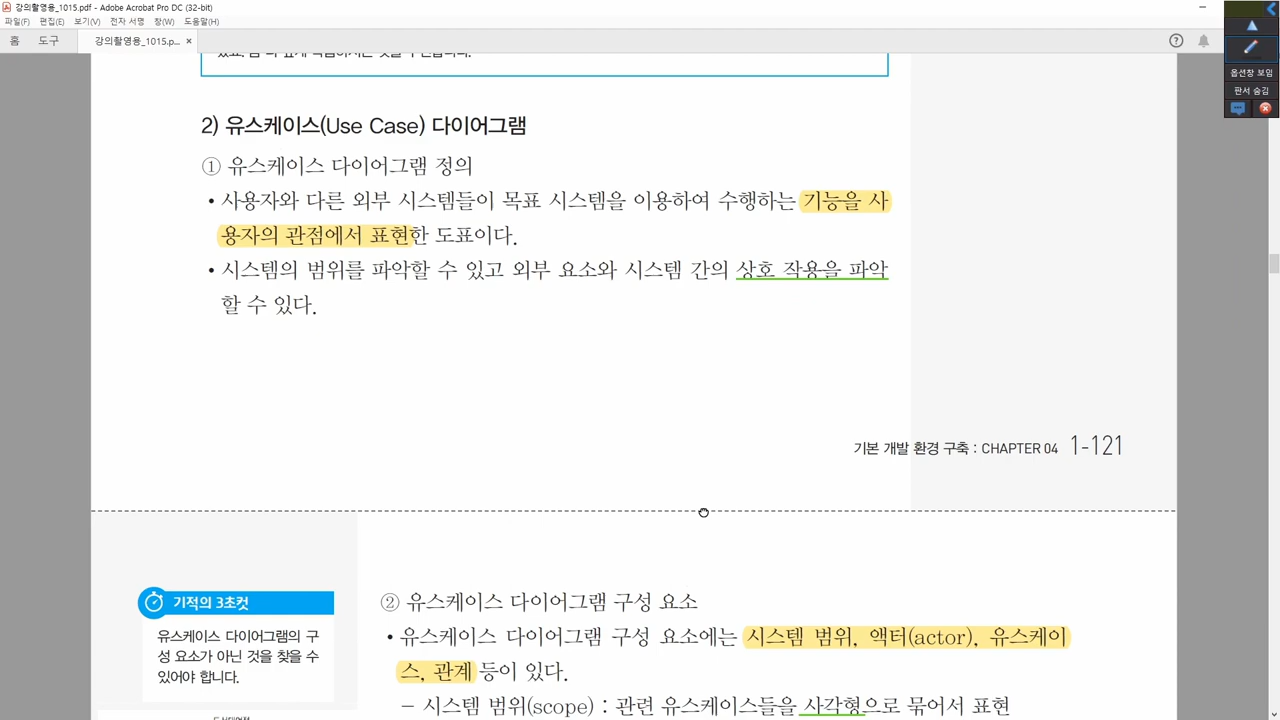 강의촬영용_1015.pdf - Adobe Acrobat Pro DC (32-bit)
파일(F) 편집(E) 보기(V) 전자 서명 창(W) 도움말(H)
홈 도구 강의촬영용_1015.p... ×
옵션창 보임
판서 숨김
2) 유스케이스(Use Case) 다이어그램
① 유스케이스 다이어그램 정의
• 사용자와 다른 외부 시스템들이 목표 시스템을 이용하여 수행하는 기능을 사
용자의 관점에서 표현한 도표이다.
• 시스템의 범위를 파악할 수 있고 외부 요소와 시스템 간의 상호 작용을 파악
할 수 있다.
기본 개발 환경 구축 : CHAPTER 04 1-121
기적의 3초컷
유스케이스 다이어그램의 구
성 요소가 아닌 것을 찾을 수
있어야 합니다.
② 유스케이스 다이어그램 구성 요소
• 유스케이스 다이어그램 구성 요소에는 시스템 범위, 액터(actor), 유스케이
스, 관계 등이 있다.
– 시스템 범위(scope) : 관련 유스케이스들을 사각형으로 묶어서 표현